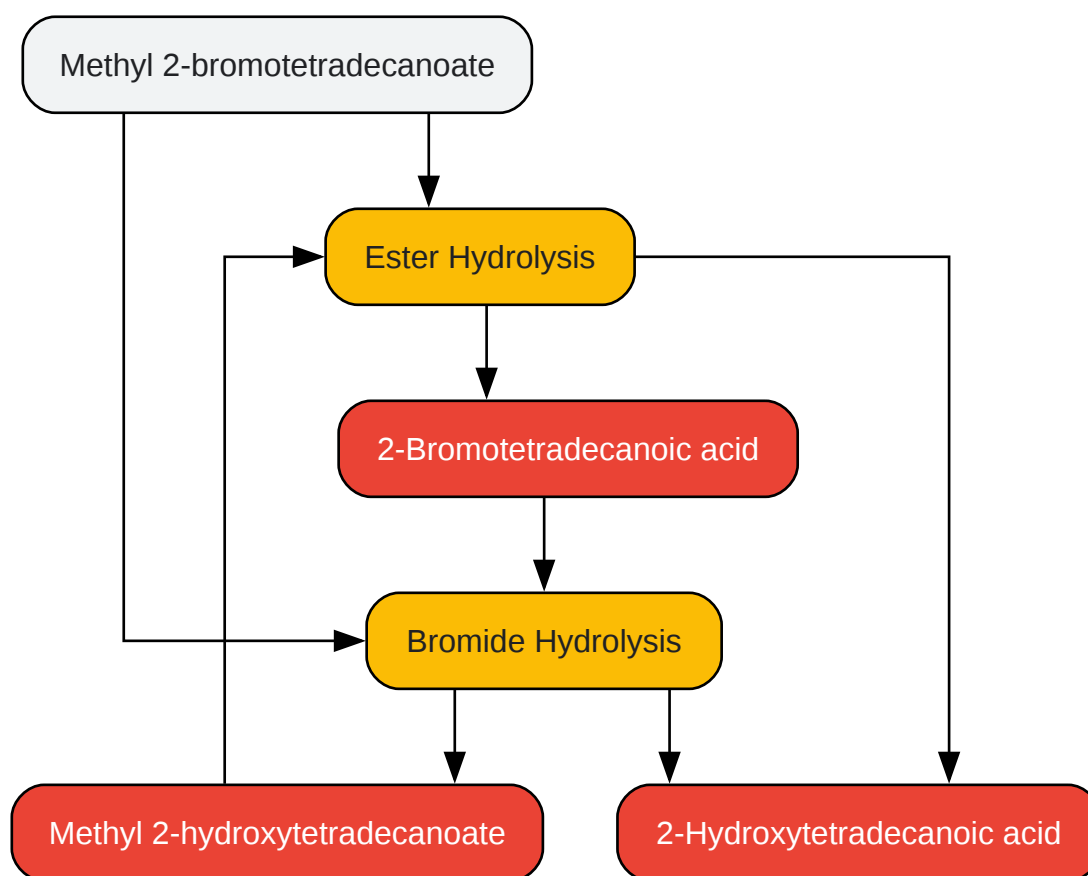 Methyl 2-bromotetradecanoate
Ester Hydrolysis
2-Bromotetradecanoic acid
Bromide Hydrolysis
Methyl 2-hydroxytetradecanoate
2-Hydroxytetradecanoic acid